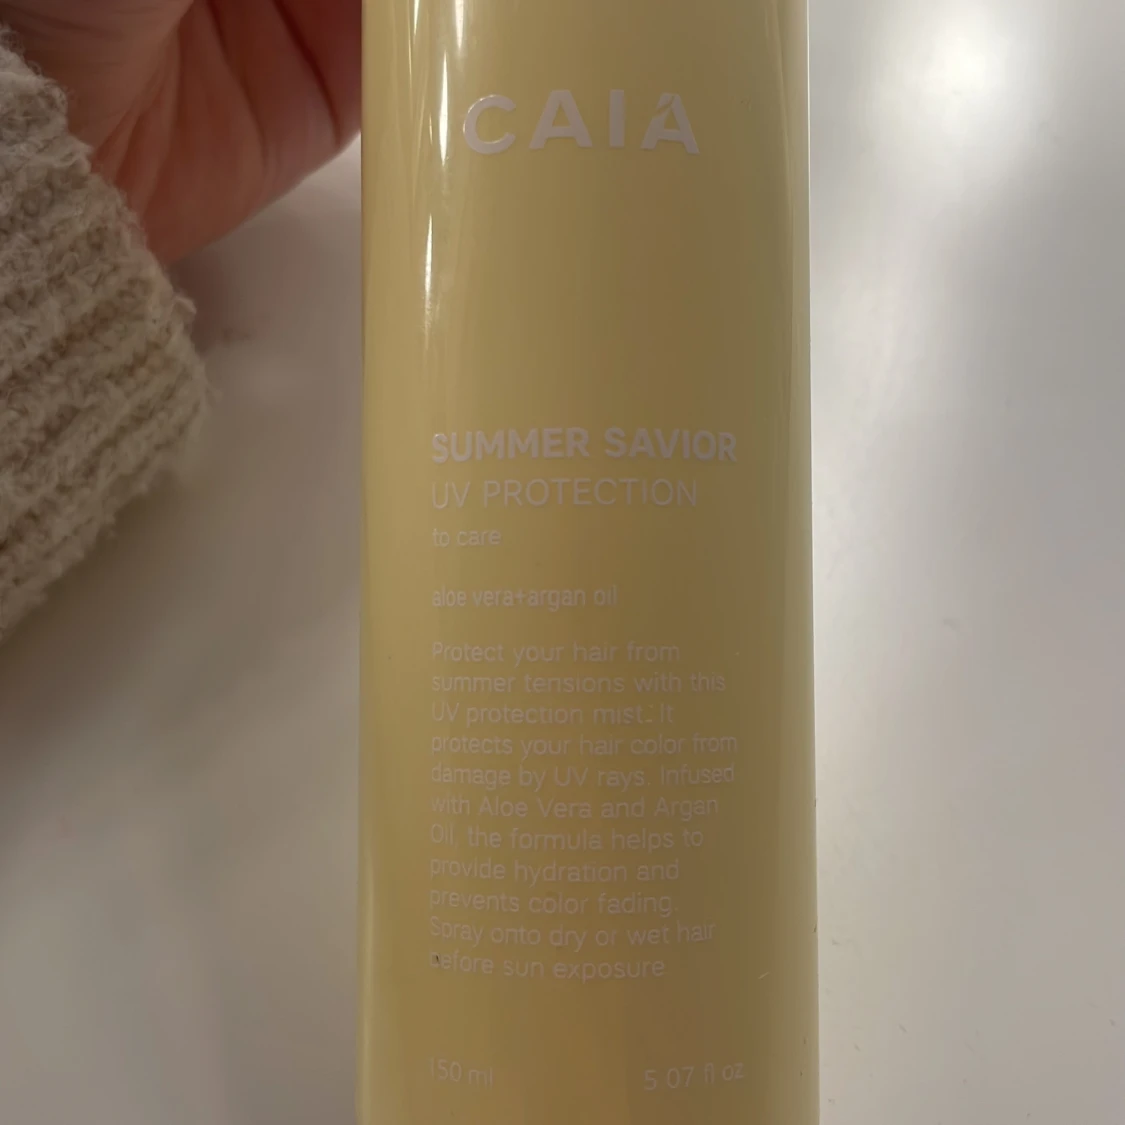 CAIA
SUMMER SAVIOR
UV PROTECTION
to care
aloe vera+argan oil
Protect your hair from
summer tensions with this
UV protection mist. It
protects your hair color from
damage by UV rays. Infused
with Aloe Vera and Argan
Oil, the formula helps to
provide hydration and
prevents color fading.
Spray onto dry or wet hair
before sun exposure
150 ml 5 07 fl oz